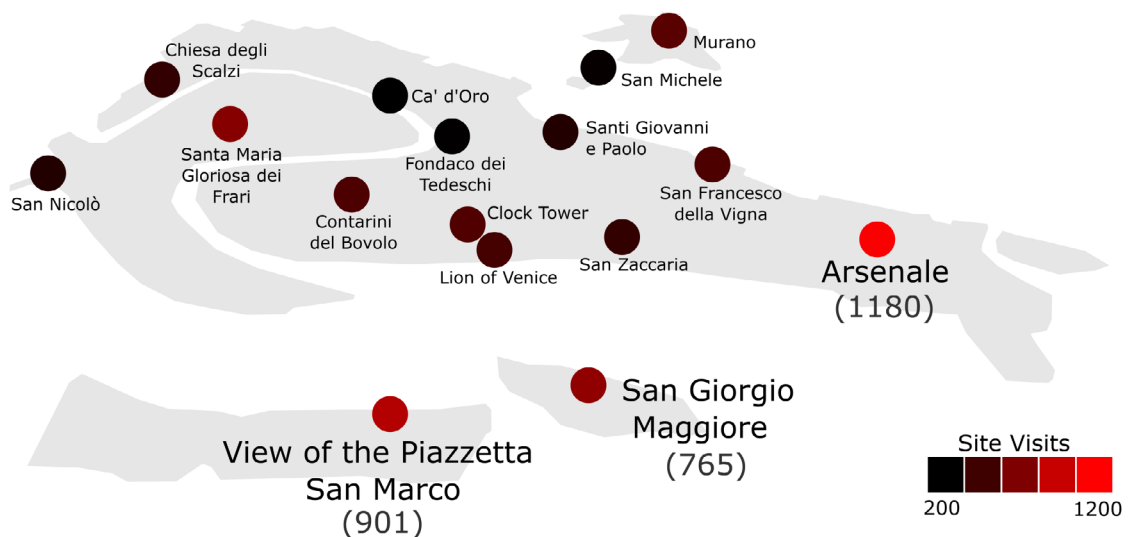 Chiesa degli
Scalzi
Murano
San Michele
Ca' d'Oro
Santi Giovanni
e Paolo
Santa Maria
Gloriosa dei
Frari
Fondaco dei
Tedeschi
San Nicolò
San Francesco
della Vigna
Contarini
del Bovolo
Clock Tower
Lion of Venice
San Zaccaria
Arsenale
(1180)
San Giorgio
Maggiore
(765)
View of the Piazzetta
San Marco
(901)
Site Visits
200
1200